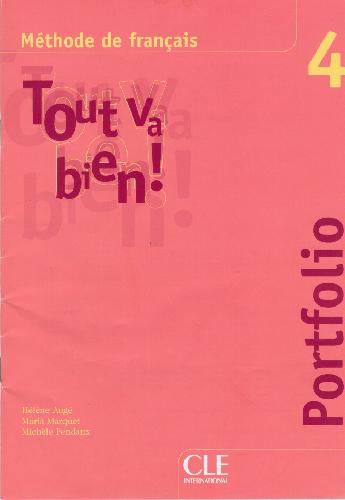 Méthode de français
4
Tout va
bien!
Portfolio
Hélène Augé
Maria Marquet
Michèle Pendanx
CLE
INTERNATIONAL